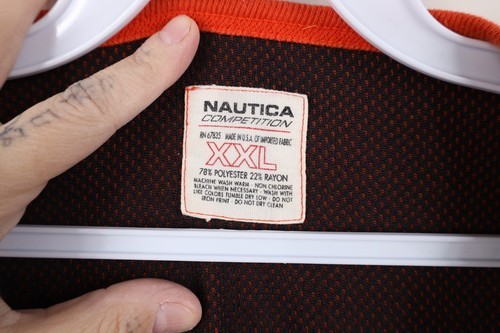 NAUTICA
COMPETITION
RN 67835 MADE IN U.S.A. OF IMPORTED FABRIC
XXL
78% POLYESTER 22% RAYON
MACHINE WASH WARM - NON CHLORINE
BLEACH WHEN NECESSARY - WASH WITH
LIKE COLORS TUMBLE DRY LOW - DO NOT
IRON PRINT - DO NOT DRY CLEAN